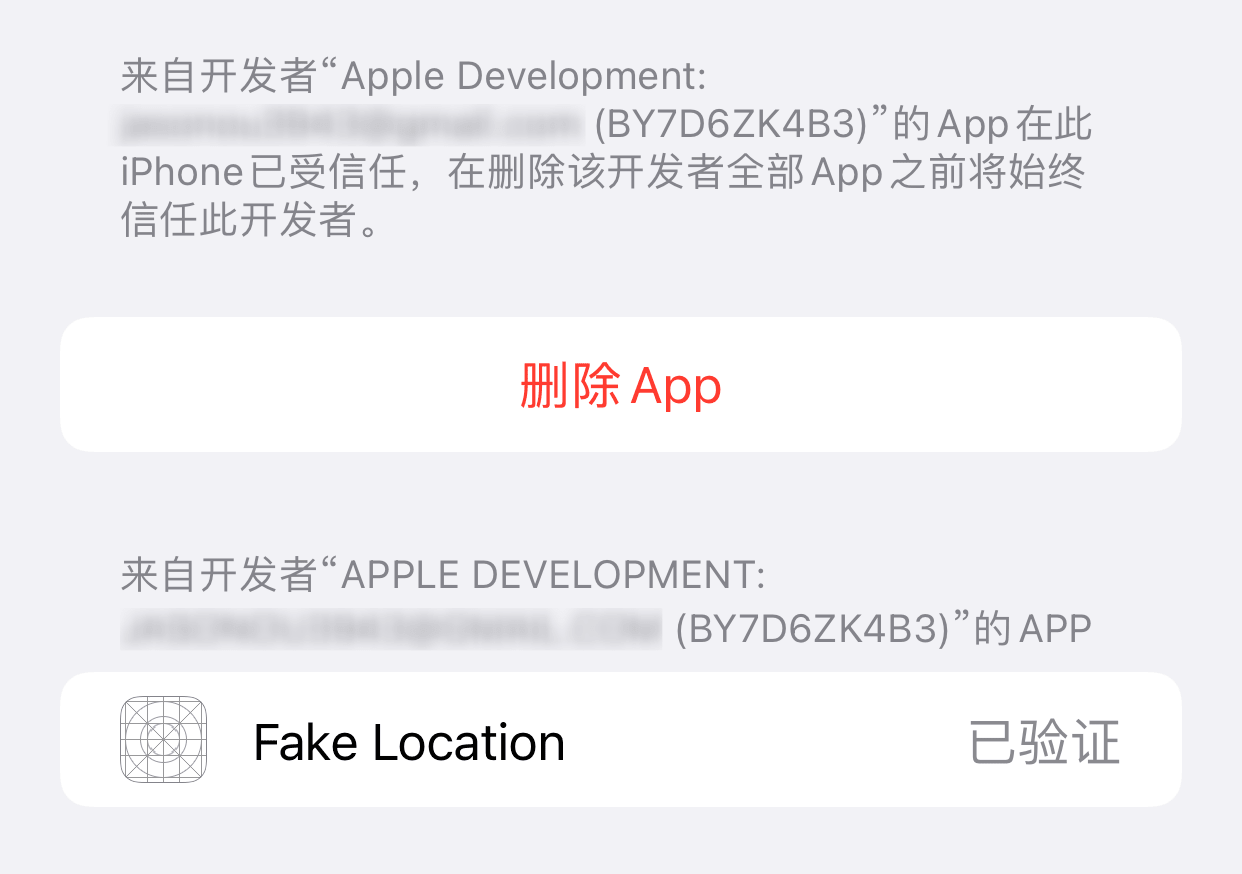 来自开发者“Apple Development:
(BY7D6ZK4B3)”的App在此
iPhone已受信任，在删除该开发者全部App之前将始终
信任此开发者。
删除App
来自开发者“APPLE DEVELOPMENT:
(BY7D6ZK4B3)”的APP
Fake Location
已验证